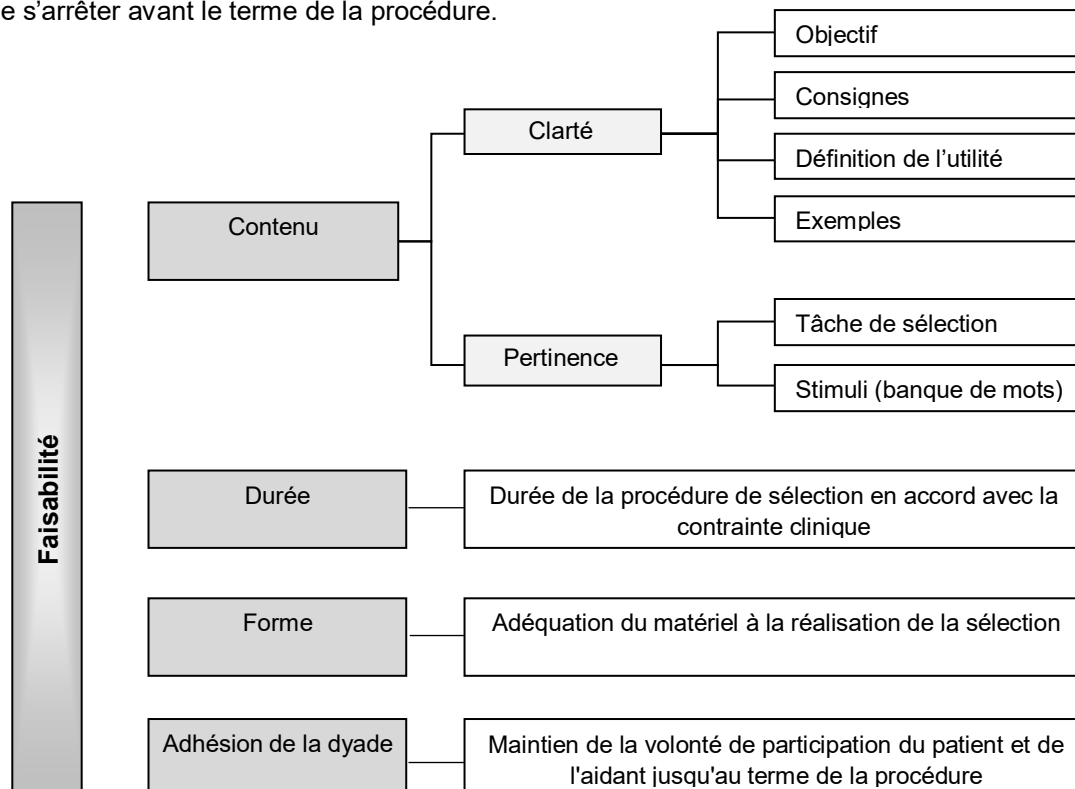 e s’arrêter avant le terme de la procédure.
Objectif
Consignes
Clarté
Définition de l’utilité
Exemples
Contenu
Tâche de sélection
Pertinence
Stimuli (banque de mots)
Faisabilité
Durée
Durée de la procédure de sélection en accord avec la
contrainte clinique
Forme
Adéquation du matériel à la réalisation de la sélection
Adhésion de la dyade
Maintien de la volonté de participation du patient et de
l'aidant jusqu'au terme de la procédure